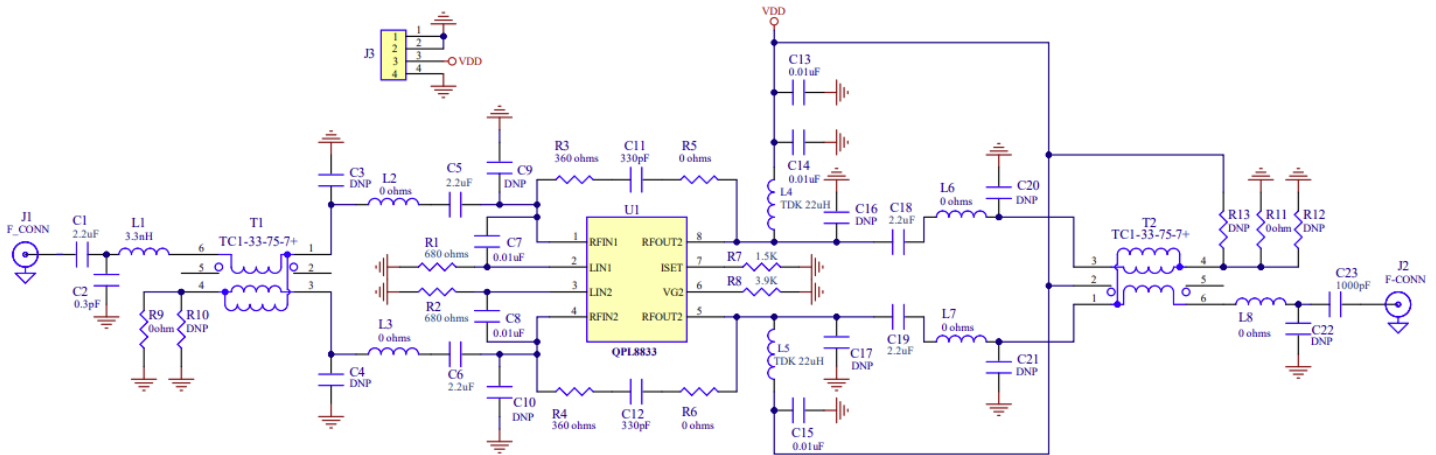 VDD
J3
1
2
3
4
1
2
3
4
VDD
C13
0.01uF
C14
0.01uF
C3
DNP
L2
0 ohms
C5
2.2uF
C9
DNP
R3
360 ohms
C11
330pF
R5
0 ohms
L4
TDK 22uH
C16
DNP
C18
2.2uF
L6
0 ohms
C20
DNP
J1
F_CONN
C1
2.2uF
L1
3.3nH
C2
0.3pF
T1
TC1-33-75-7+
6
5
4
1
2
3
R9
0ohm
R10
DNP
R1
680 ohms
R2
680 ohms
C7
0.01uF
C8
0.01uF
U1
1
RFIN1
2
LIN1
3
LIN2
4
RFIN2
RFOUT2
8
ISET
7
VG2
6
RFOUT2
5
QPL8833
R7
1.5K
R8
3.9K
R13
DNP
R11
0ohm
R12
DNP
T2
TC1-33-75-7+
3
2
1
4
5
6
C23
1000pF
J2
F-CONN
L8
0 ohms
C22
DNP
L3
0 ohms
C6
2.2uF
C4
DNP
C10
DNP
R4
360 ohms
C12
330pF
R6
0 ohms
L5
TDK 22uH
C17
DNP
C19
2.2uF
L7
0 ohms
C21
DNP
C15
0.01uF